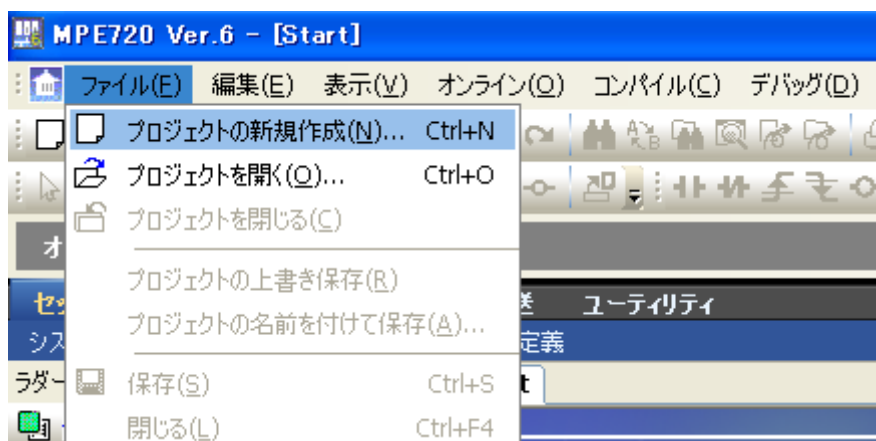 MPE720 Ver.6 - [Start]
ファイル(F) 編集(E) 表示(V) オンライン(O) コンパイル(C) デバッグ(D)
プロジェクトの新規作成(N)... Ctrl+N
プロジェクトを開く(O)... Ctrl+O
プロジェクトを閉じる(C)
オ
プロジェクトの上書き保存(R)
セッ ユーティリティ
プロジェクトの名前を付けて保存(A)...
シス 定義
ラダー 保存(S) Ctrl+S t
閉じる(L) Ctrl+F4